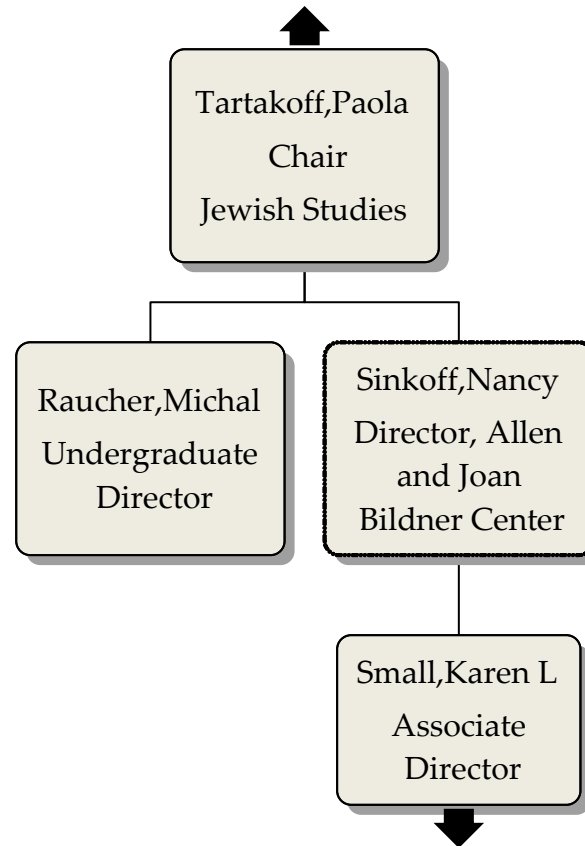 Tartakoff,Paola
Chair
Jewish Studies
Raucher,Michal
Undergraduate
Director
Sinkoff,Nancy
Director, Allen
and Joan
Bildner Center
Small,Karen L
Associate
Director